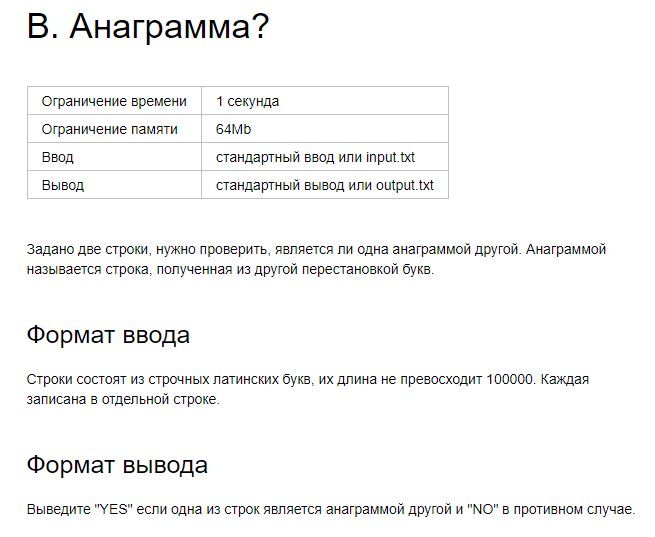 B. Анаграмма?
Ограничение времени 1 секунда
Ограничение памяти 64Mb
Ввод стандартный ввод или input.txt
Вывод стандартный вывод или output.txt
Задано две строки, нужно проверить, является ли одна анаграммой другой. Анаграммой
называется строка, полученная из другой перестановкой букв.
Формат ввода
Строки состоят из строчных латинских букв, их длина не превосходит 100000. Каждая
записана в отдельной строке.
Формат вывода
Выведите "YES" если одна из строк является анаграммой другой и "NO" в противном случае.